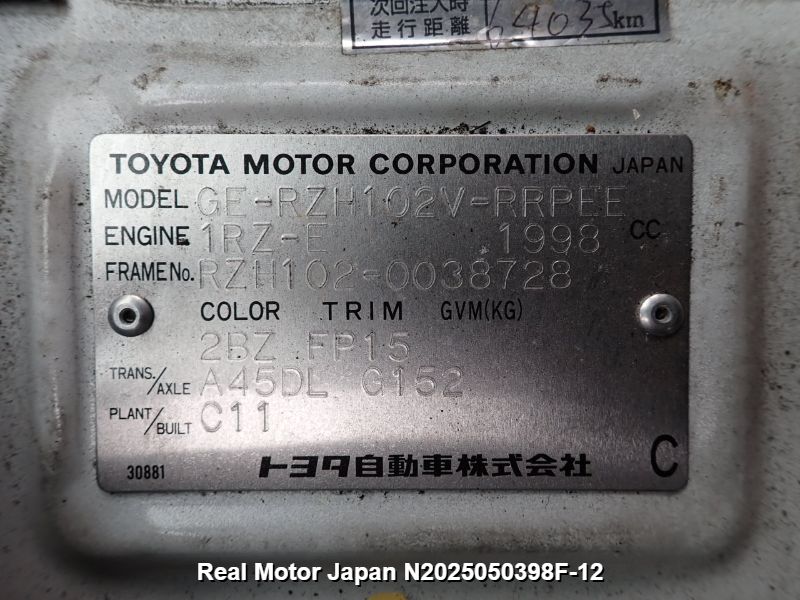 次回注入時
走行距離 64035km
TOYOTA MOTOR CORPORATION JAPAN
MODEL GE-RZH102V-RRPEE
ENGINE 1RZ-E 1998 CC
FRAME No. RZH102-0038728
COLOR TRIM GVM(KG)
2BZ FP15
TRANS./AXLE A45DL G152
PLANT/BUILT C11
30881 トヨタ自動車株式会社 C
Real Motor Japan N2025050398F-12